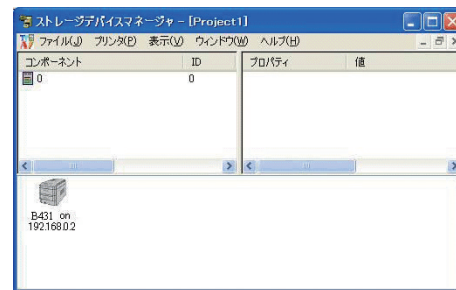 ストレージデバイスマネージャ - [Project1]
ファイル(J) プリンタ(P) 表示(V) ウィンドウ(W) ヘルプ(H)
コンポーネント ID プロパティ 値
0 0
B431 on
192.168.0.2